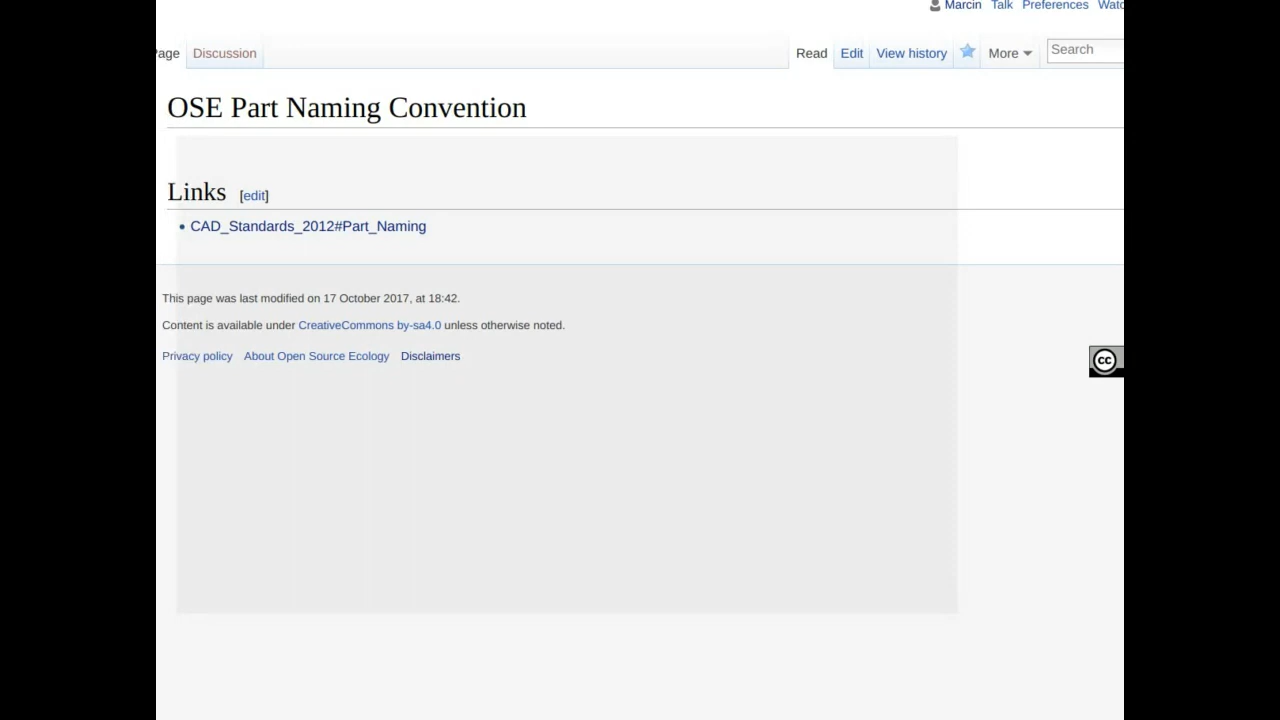 Marcin Talk Preferences
Page Discussion Read Edit View history More Search
OSE Part Naming Convention
Links [edit]
• CAD_Standards_2012#Part_Naming
This page was last modified on 17 October 2017, at 18:42.
Content is available under CreativeCommons by-sa4.0 unless otherwise noted.
Privacy policy About Open Source Ecology Disclaimers
cc